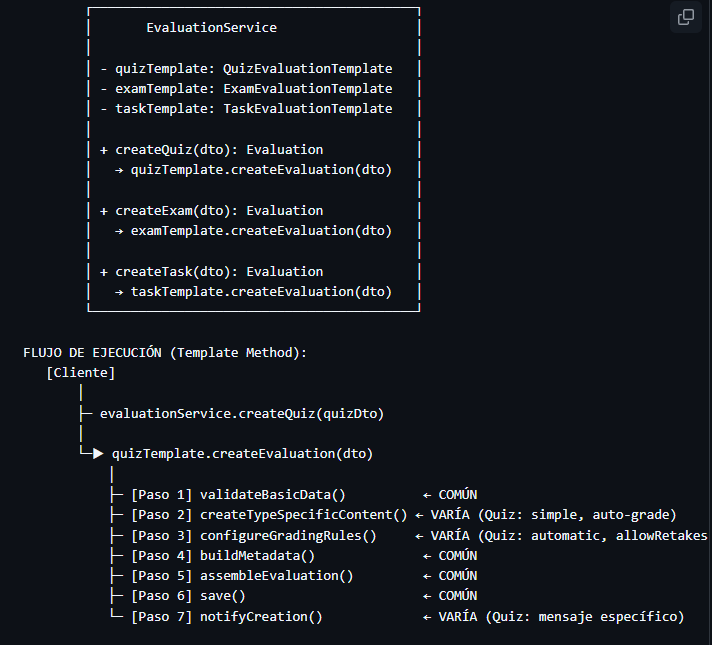 EvaluationService
- quizTemplate: QuizEvaluationTemplate
- examTemplate: ExamEvaluationTemplate
- taskTemplate: TaskEvaluationTemplate
+ createQuiz(dto): Evaluation
→ quizTemplate.createEvaluation(dto)
+ createExam(dto): Evaluation
→ examTemplate.createEvaluation(dto)
+ createTask(dto): Evaluation
→ taskTemplate.createEvaluation(dto)
FLUJO DE EJECUCIÓN (Template Method):
[Cliente]
evaluationService.createQuiz(quizDto)
quizTemplate.createEvaluation(dto)
[Paso 1] validateBasicData() ← COMÚN
[Paso 2] createTypeSpecificContent() ← VARÍA (Quiz: simple, auto-grade)
[Paso 3] configureGradingRules() ← VARÍA (Quiz: automatic, allowRetakes
[Paso 4] buildMetadata() ← COMÚN
[Paso 5] assembleEvaluation() ← COMÚN
[Paso 6] save() ← COMÚN
[Paso 7] notifyCreation() ← VARÍA (Quiz: mensaje específico)